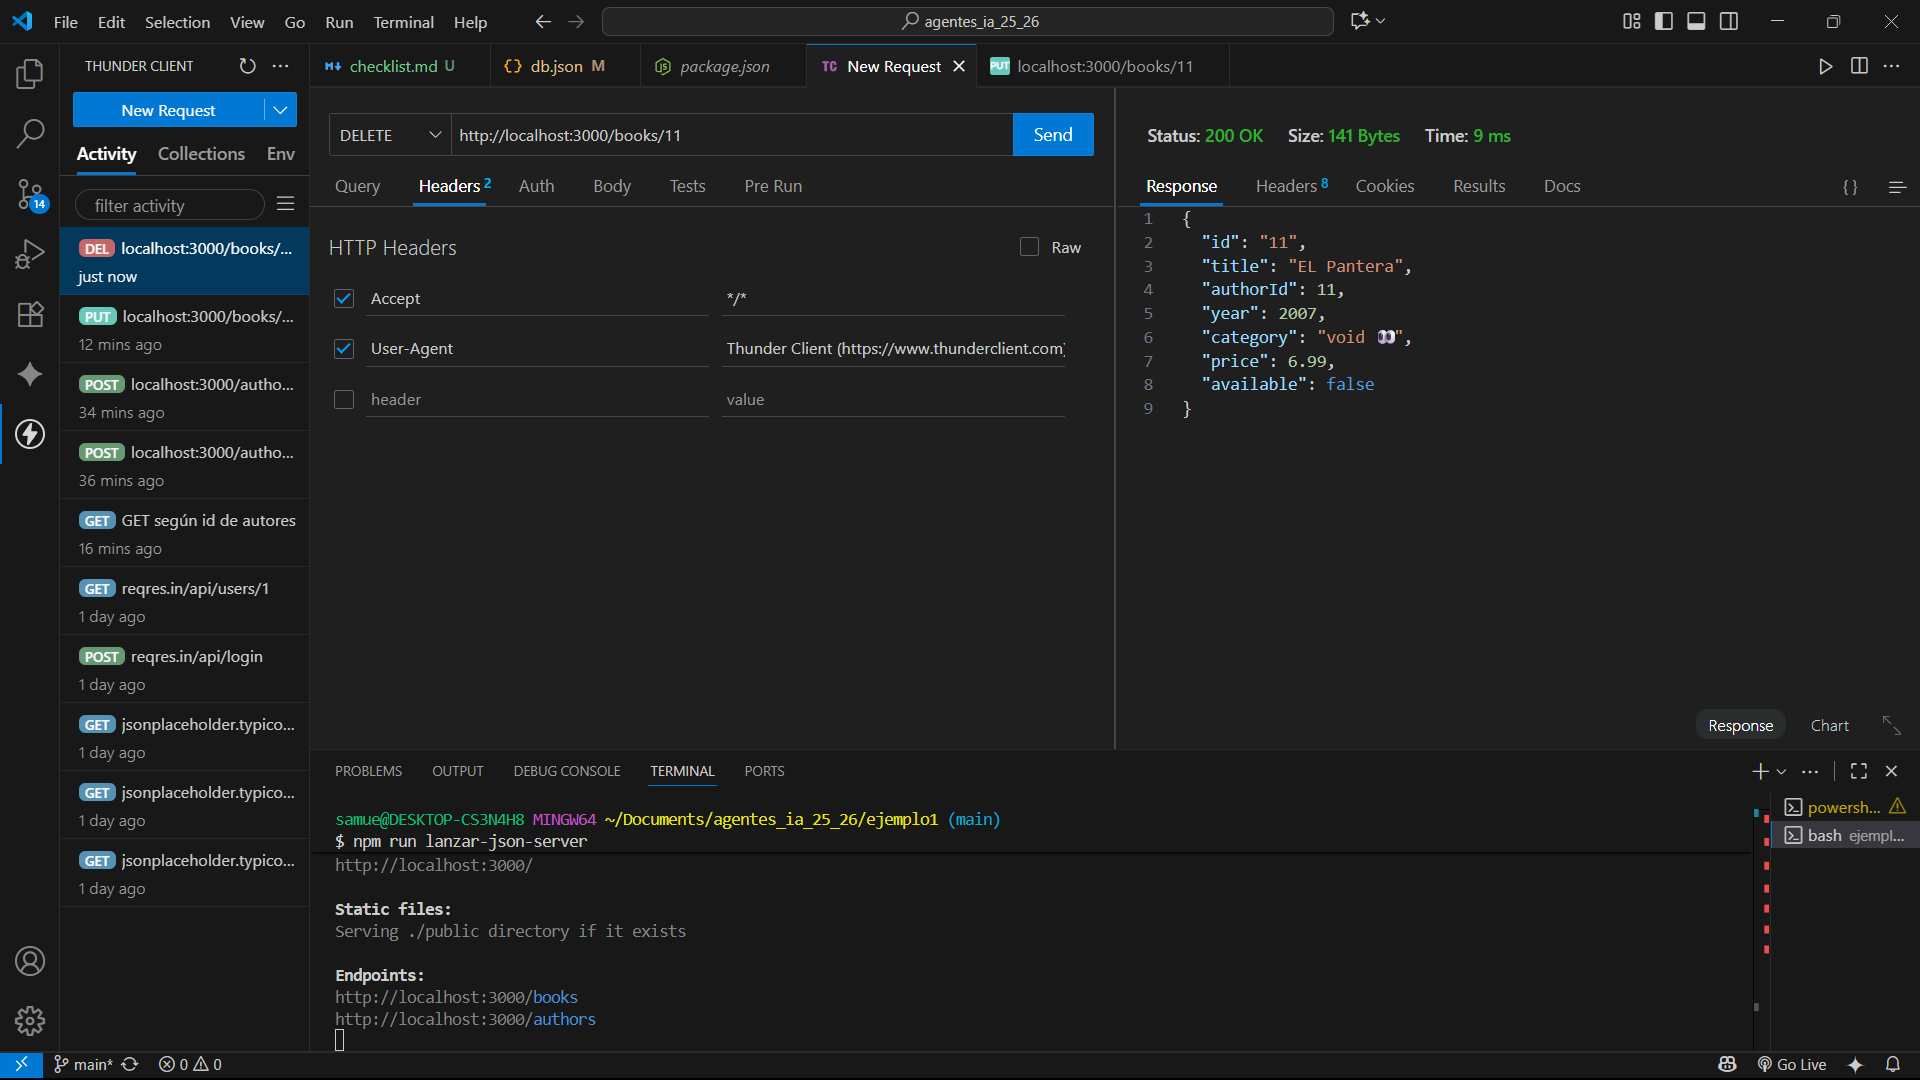 File Edit Selection View Go Run Terminal Help
agentes_ia_25_26
THUNDER CLIENT
New Request
Activity Collections Env
filter activity
DEL localhost:3000/books/...
just now
PUT localhost:3000/books/...
12 mins ago
POST localhost:3000/autho...
34 mins ago
POST localhost:3000/autho...
36 mins ago
GET GET según id de autores
16 mins ago
GET reqres.in/api/users/1
1 day ago
POST reqres.in/api/login
1 day ago
GET jsonplaceholder.typico...
1 day ago
GET jsonplaceholder.typico...
1 day ago
GET jsonplaceholder.typico...
1 day ago
14
checklist.md U
{} db.json M
package.json
TC New Request
PUT localhost:3000/books/11
DELETE http://localhost:3000/books/11 Send
Query Headers 2 Auth Body Tests Pre Run
HTTP Headers Raw
Accept */*
User-Agent Thunder Client (https://www.thunderclient.com)
header value
Status: 200 OK Size: 141 Bytes Time: 9 ms
Response Headers 8 Cookies Results Docs { }
1 {
2 "id": "11",
3 "title": "EL Pantera",
4 "authorId": 11,
5 "year": 2007,
6 "category": "void 👀",
7 "price": 6.99,
8 "available": false
9 }
Response Chart
PROBLEMS OUTPUT DEBUG CONSOLE TERMINAL PORTS
samue@DESKTOP-CS3N4H8 MINGW64 ~/Documents/agentes_ia_25_26/ejemplo1 (main)
$ npm run lanzar-json-server
http://localhost:3000/
Static files:
Serving ./public directory if it exists
Endpoints:
http://localhost:3000/books
http://localhost:3000/authors
powersh...
bash ejempl...
main* 0 0 Go Live